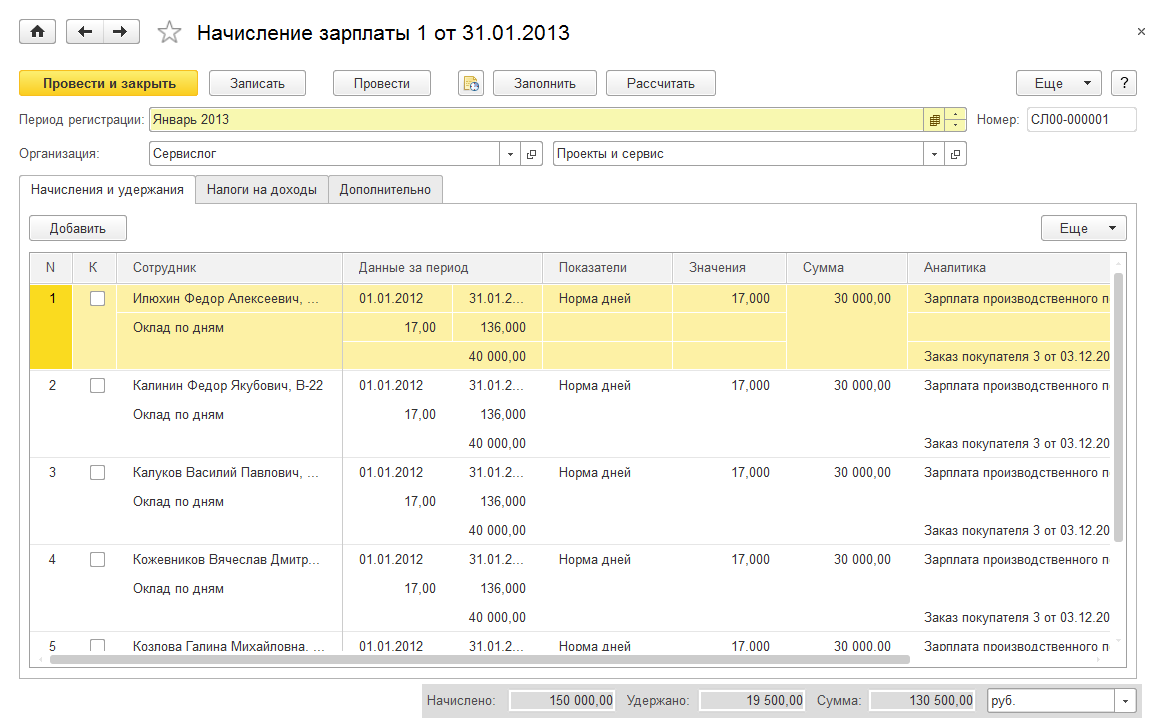 Начисление зарплаты 1 от 31.01.2013
Провести и закрыть Записать Провести Заполнить Рассчитать Еще ?
Период регистрации: Январь 2013 Номер: СЛ00-000001
Организация: Сервислог Проекты и сервис
Начисления и удержания Налоги на доходы Дополнительно
Добавить Еще
N К Сотрудник Данные за период Показатели Значения Сумма Аналитика
1 Илюхин Федор Алексеевич, ... 01.01.2012 31.01.2... Норма дней 17,000 30 000,00 Зарплата производственного п
Оклад по дням 17,00 136,000
40 000,00 Заказ покупателя 3 от 03.12.20
2 Калинин Федор Якубович, В-22 01.01.2012 31.01.2... Норма дней 17,000 30 000,00 Зарплата производственного п
Оклад по дням 17,00 136,000
40 000,00 Заказ покупателя 3 от 03.12.20
3 Калуков Василий Павлович, ... 01.01.2012 31.01.2... Норма дней 17,000 30 000,00 Зарплата производственного п
Оклад по дням 17,00 136,000
40 000,00 Заказ покупателя 3 от 03.12.20
4 Кожевников Вячеслав Дмитр... 01.01.2012 31.01.2... Норма дней 17,000 30 000,00 Зарплата производственного п
Оклад по дням 17,00 136,000
40 000,00 Заказ покупателя 3 от 03.12.20
5 Козлова Галина Михайловна, ... 01.01.2012 31.01.2... Норма дней 17,000 30 000,00 Зарплата производственного п
Начислено: 150 000,00 Удержано: 19 500,00 Сумма: 130 500,00 руб.